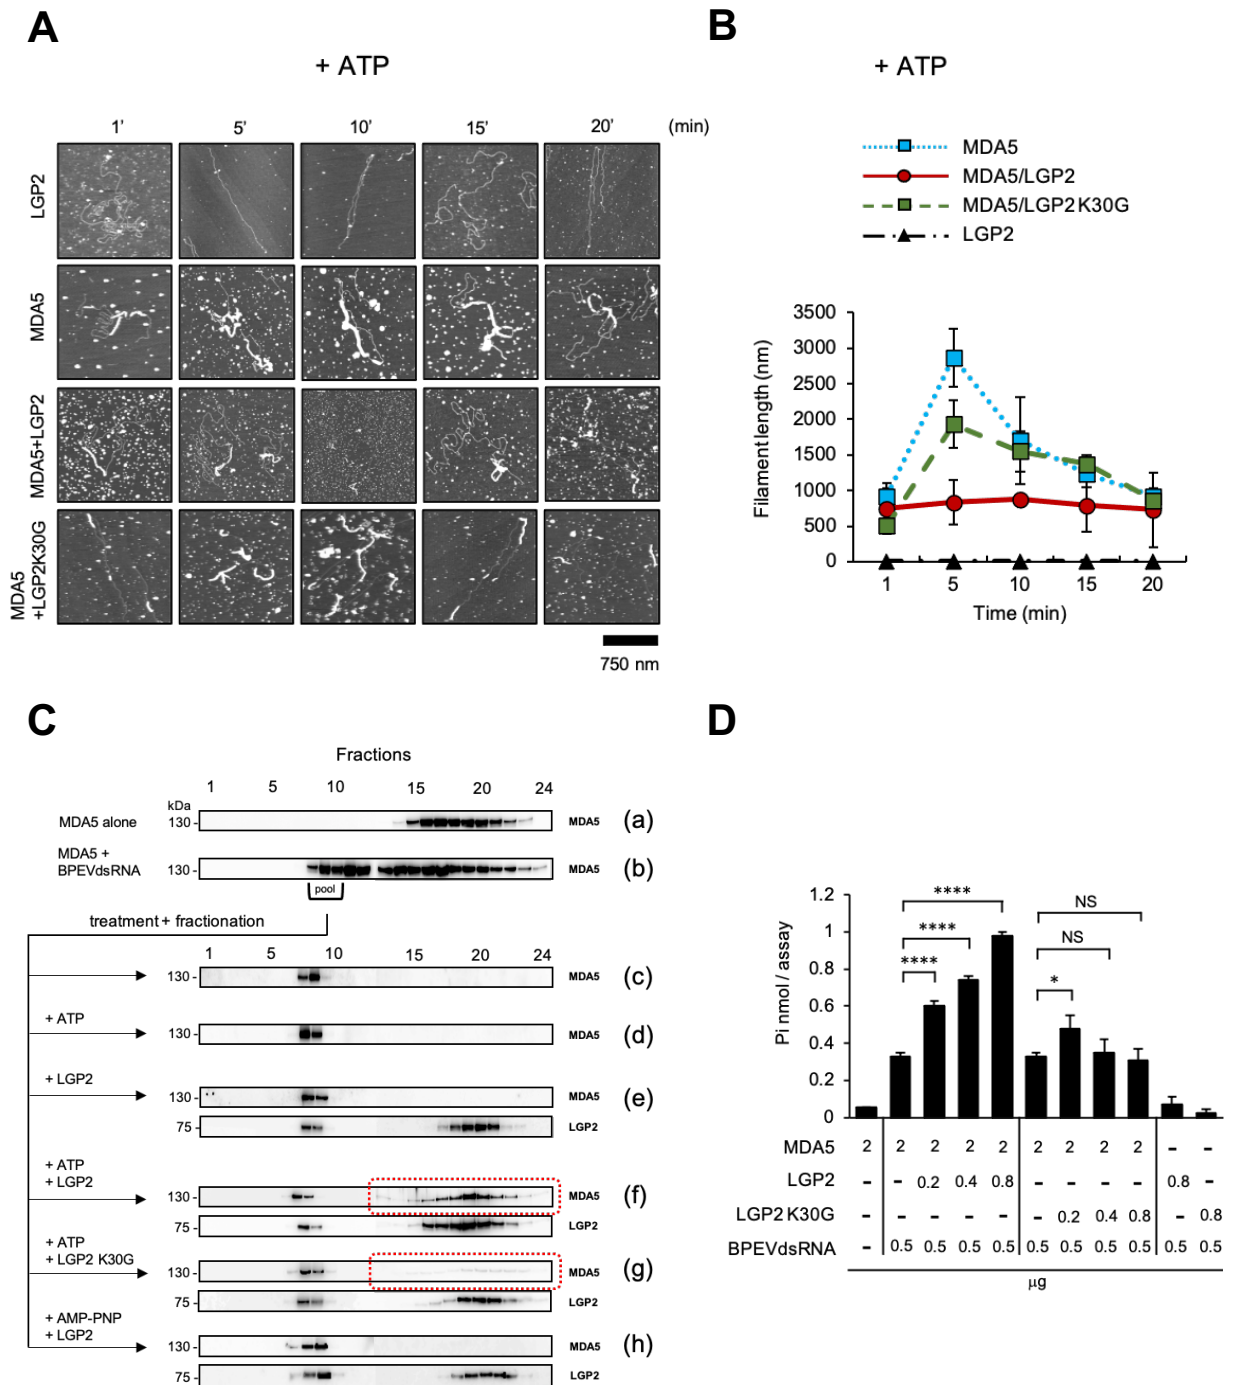 A
+ ATP
1' 5' 10' 15' 20' (min)
LGP2
MDA5
MDA5+LGP2
MDA5
+LGP2K30G
750 nm
B
+ ATP
MDA5
MDA5/LGP2
MDA5/LGP2 K30G
LGP2
Filament length (nm)
3500
3000
2500
2000
1500
1000
500
0
1 5 10 15 20
Time (min)
C
Fractions
1 5 10 15 20 24
kDa
MDA5 alone 130 - MDA5 (a)
MDA5 +
BPEVdsRNA 130 - MDA5 (b)
pool
treatment + fractionation
1 5 10 15 20 24
130 - MDA5 (c)
+ ATP
130 - MDA5 (d)
+ LGP2
130 - MDA5 (e)
75 - LGP2
+ ATP
+ LGP2
130 - MDA5 (f)
75 - LGP2
+ ATP
+ LGP2 K30G
130 - MDA5 (g)
75 - LGP2
+ AMP-PNP
+ LGP2
130 - MDA5 (h)
75 - LGP2
D
Pi nmol / assay
1.2
1
0.8
0.6
0.4
0.2
0
****
****
****
NS
NS
*
MDA5 2 2 2 2 2 2 2 2 2 - -
LGP2 - - 0.2 0.4 0.8 - - - - 0.8 -
LGP2 K30G - - - - - - 0.2 0.4 0.8 - 0.8
BPEVdsRNA - 0.5 0.5 0.5 0.5 0.5 0.5 0.5 0.5 0.5 0.5
μg